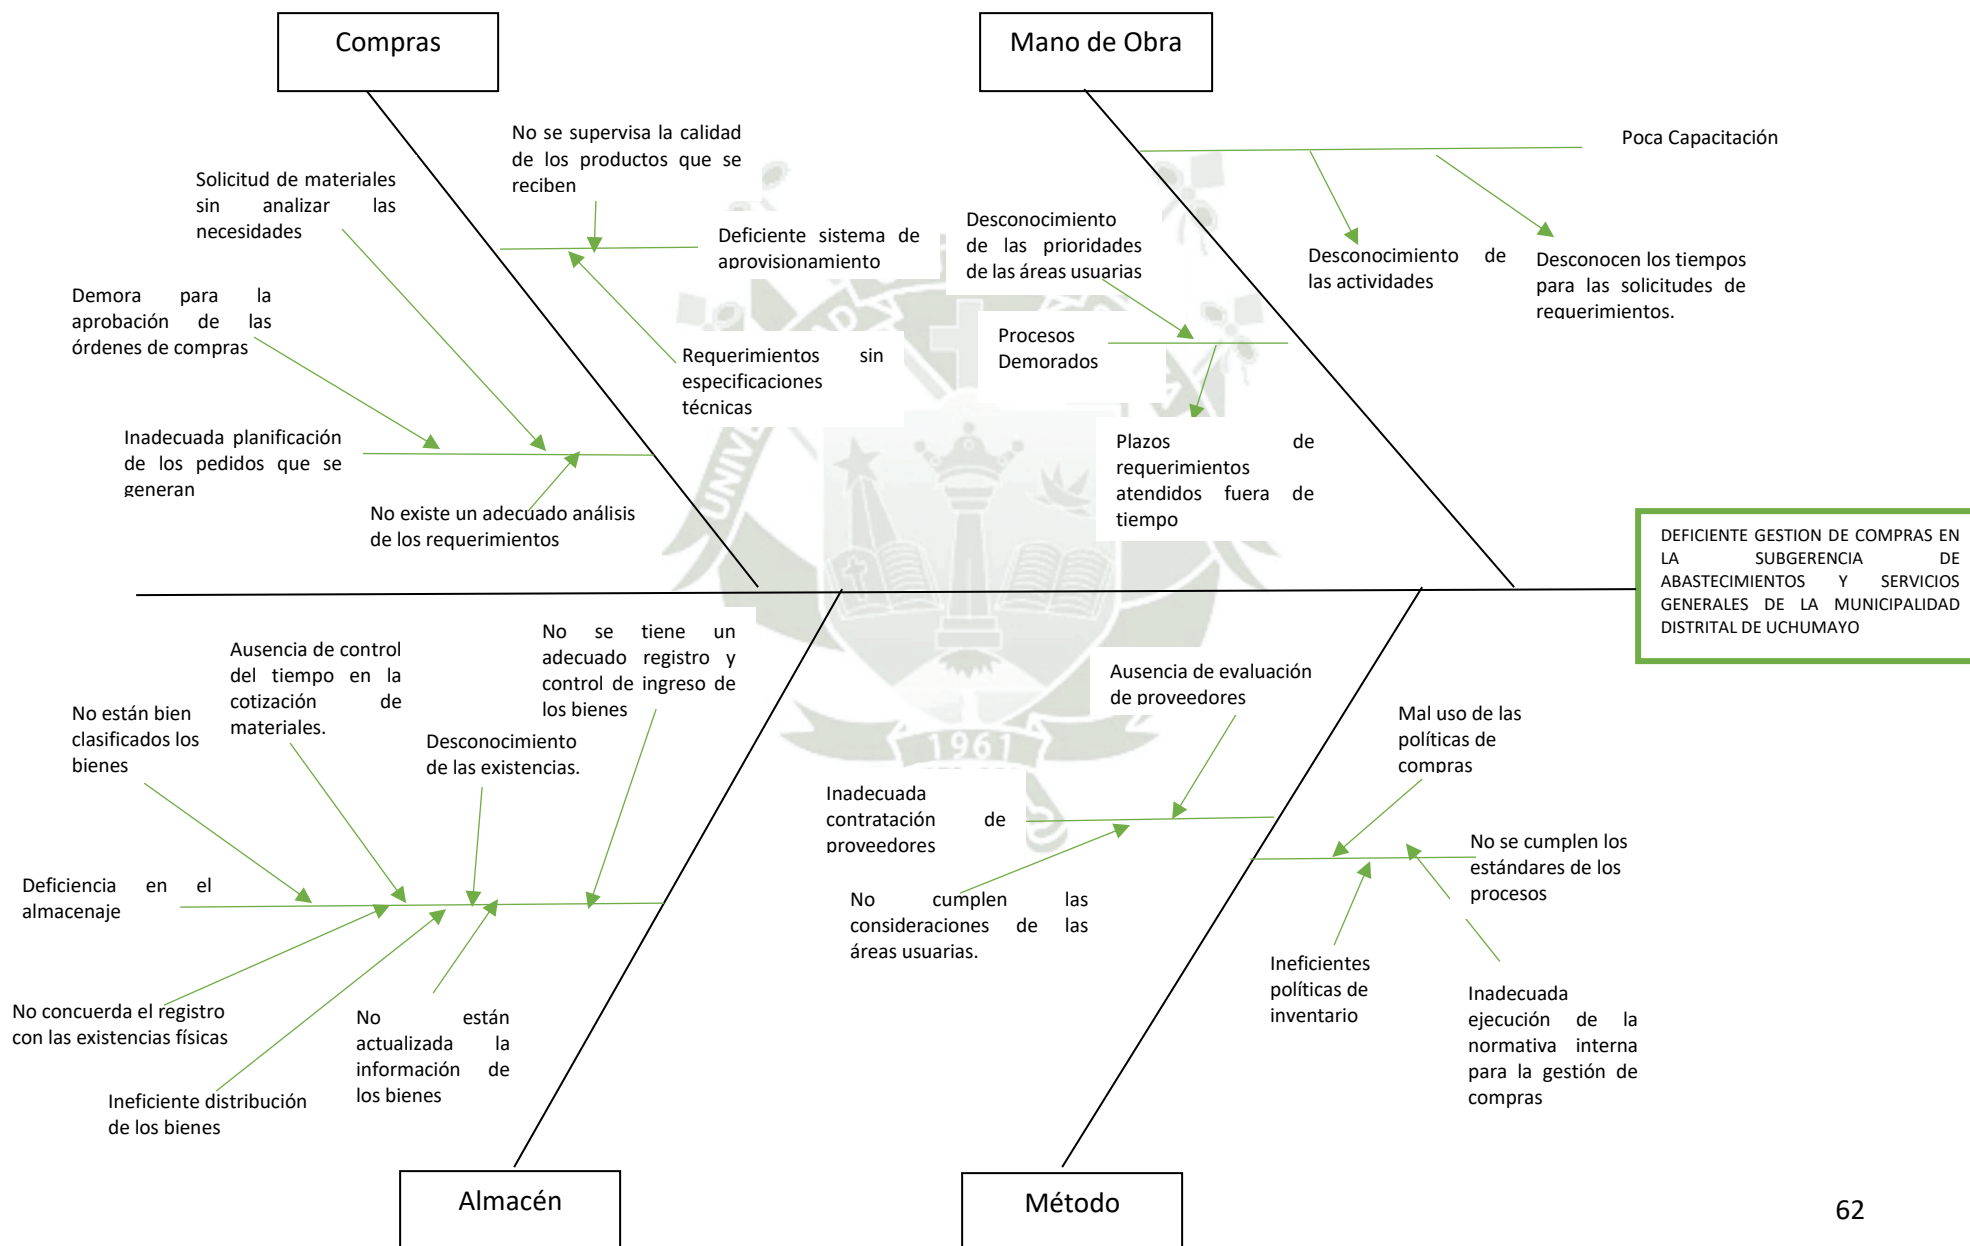 Compras
Mano de Obra
No se supervisa la calidad
de los productos que se
reciben
Poca Capacitación
Solicitud de materiales
sin analizar las
necesidades
Deficiente sistema de
aprovisionamiento
Desconocimiento
de las prioridades
de las áreas usuarias
Desconocimiento de
las actividades
Desconocen los tiempos
para las solicitudes de
requerimientos.
Demora para la
aprobación de las
órdenes de compras
Requerimientos sin
especificaciones
técnicas
Procesos
Demorados
Inadecuada planificación
de los pedidos que se
generan
Plazos de
requerimientos
atendidos fuera de
tiempo
No existe un adecuado análisis
de los requerimientos
DEFICIENTE GESTION DE COMPRAS EN
LA SUBGERENCIA DE
ABASTECIMIENTOS Y SERVICIOS
GENERALES DE LA MUNICIPALIDAD
DISTRITAL DE UCHUMAYO
No se tiene un
adecuado registro y
control de ingreso de
los bienes
Ausencia de control
del tiempo en la
cotización de
materiales.
Ausencia de evaluación
de proveedores
No están bien
clasificados los
bienes
Desconocimiento
de las existencias.
Mal uso de las
políticas de
compras
1961
Inadecuada
contratación de
proveedores
No se cumplen los
estándares de los
procesos
Deficiencia en el
almacenaje
No cumplen las
consideraciones de las
áreas usuarias.
Ineficientes
políticas de
inventario
No concuerda el registro
con las existencias físicas
No están
actualizada la
información de
los bienes
Inadecuada
ejecución de la
normativa interna
para la gestión de
compras
Ineficiente distribución
de los bienes
Almacén
Método
62